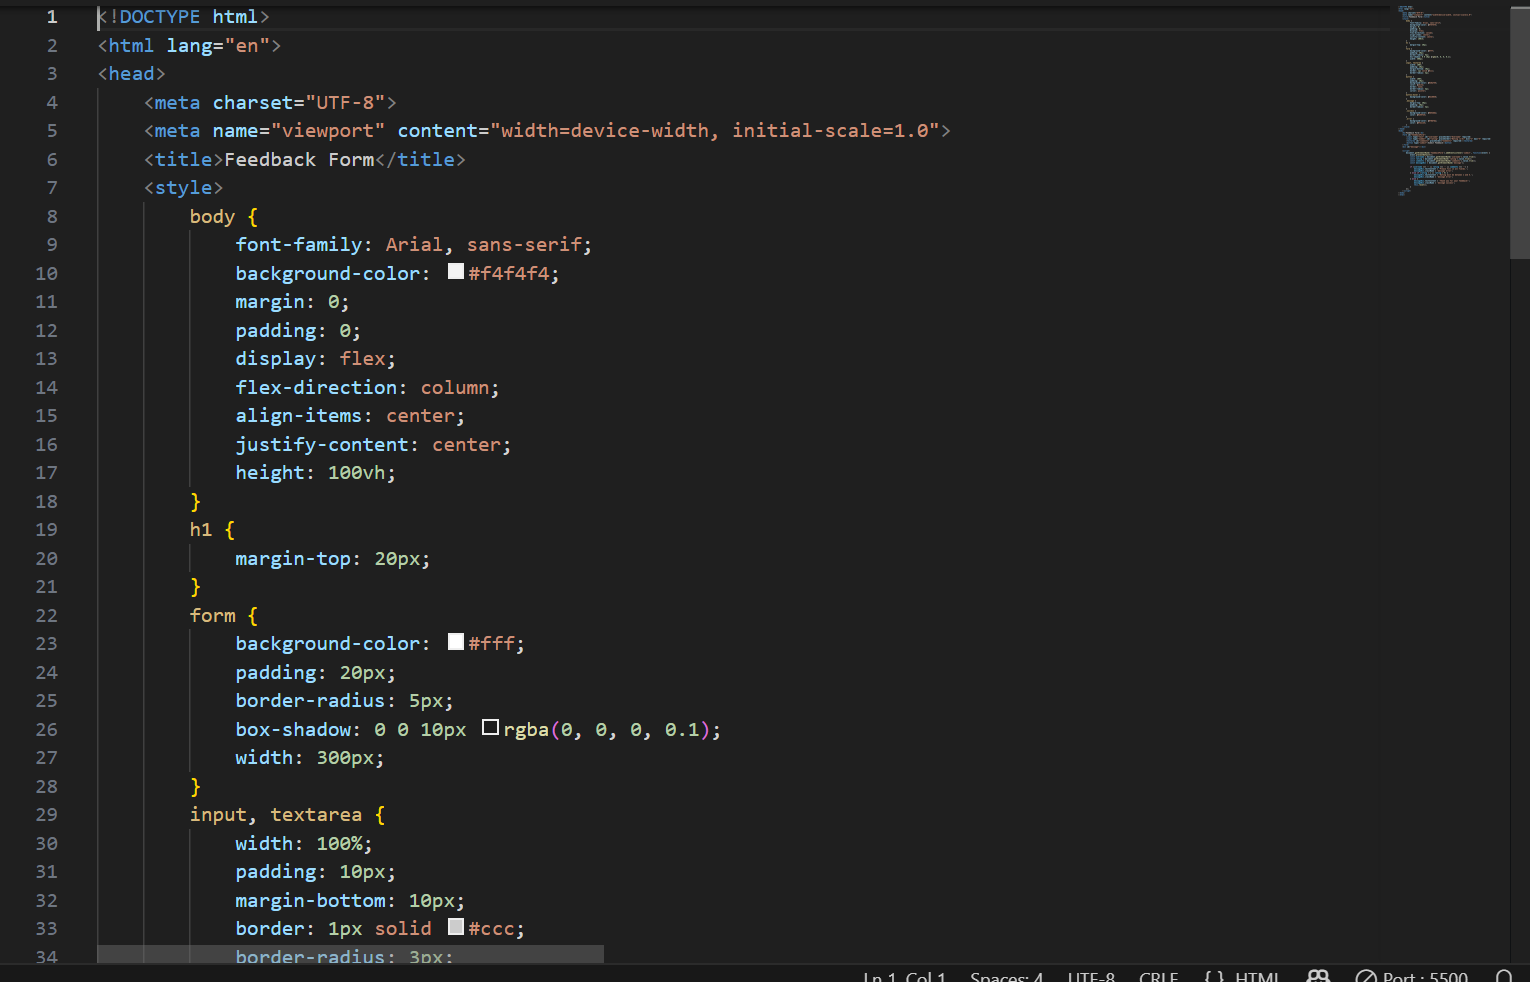 1 <!DOCTYPE html>
2 <html lang="en">
3 <head>
4     <meta charset="UTF-8">
5     <meta name="viewport" content="width=device-width, initial-scale=1.0">
6     <title>Feedback Form</title>
7     <style>
8         body {
9             font-family: Arial, sans-serif;
10             background-color: #f4f4f4;
11             margin: 0;
12             padding: 0;
13             display: flex;
14             flex-direction: column;
15             align-items: center;
16             justify-content: center;
17             height: 100vh;
18         }
19         h1 {
20             margin-top: 20px;
21         }
22         form {
23             background-color: #fff;
24             padding: 20px;
25             border-radius: 5px;
26             box-shadow: 0 0 10px rgba(0, 0, 0, 0.1);
27             width: 300px;
28         }
29         input, textarea {
30             width: 100%;
31             padding: 10px;
32             margin-bottom: 10px;
33             border: 1px solid #ccc;
34             border-radius: 3px;
Ln 1, Col 1 Spaces: 4 UTF-8 CRLF { } HTML Port : 5500